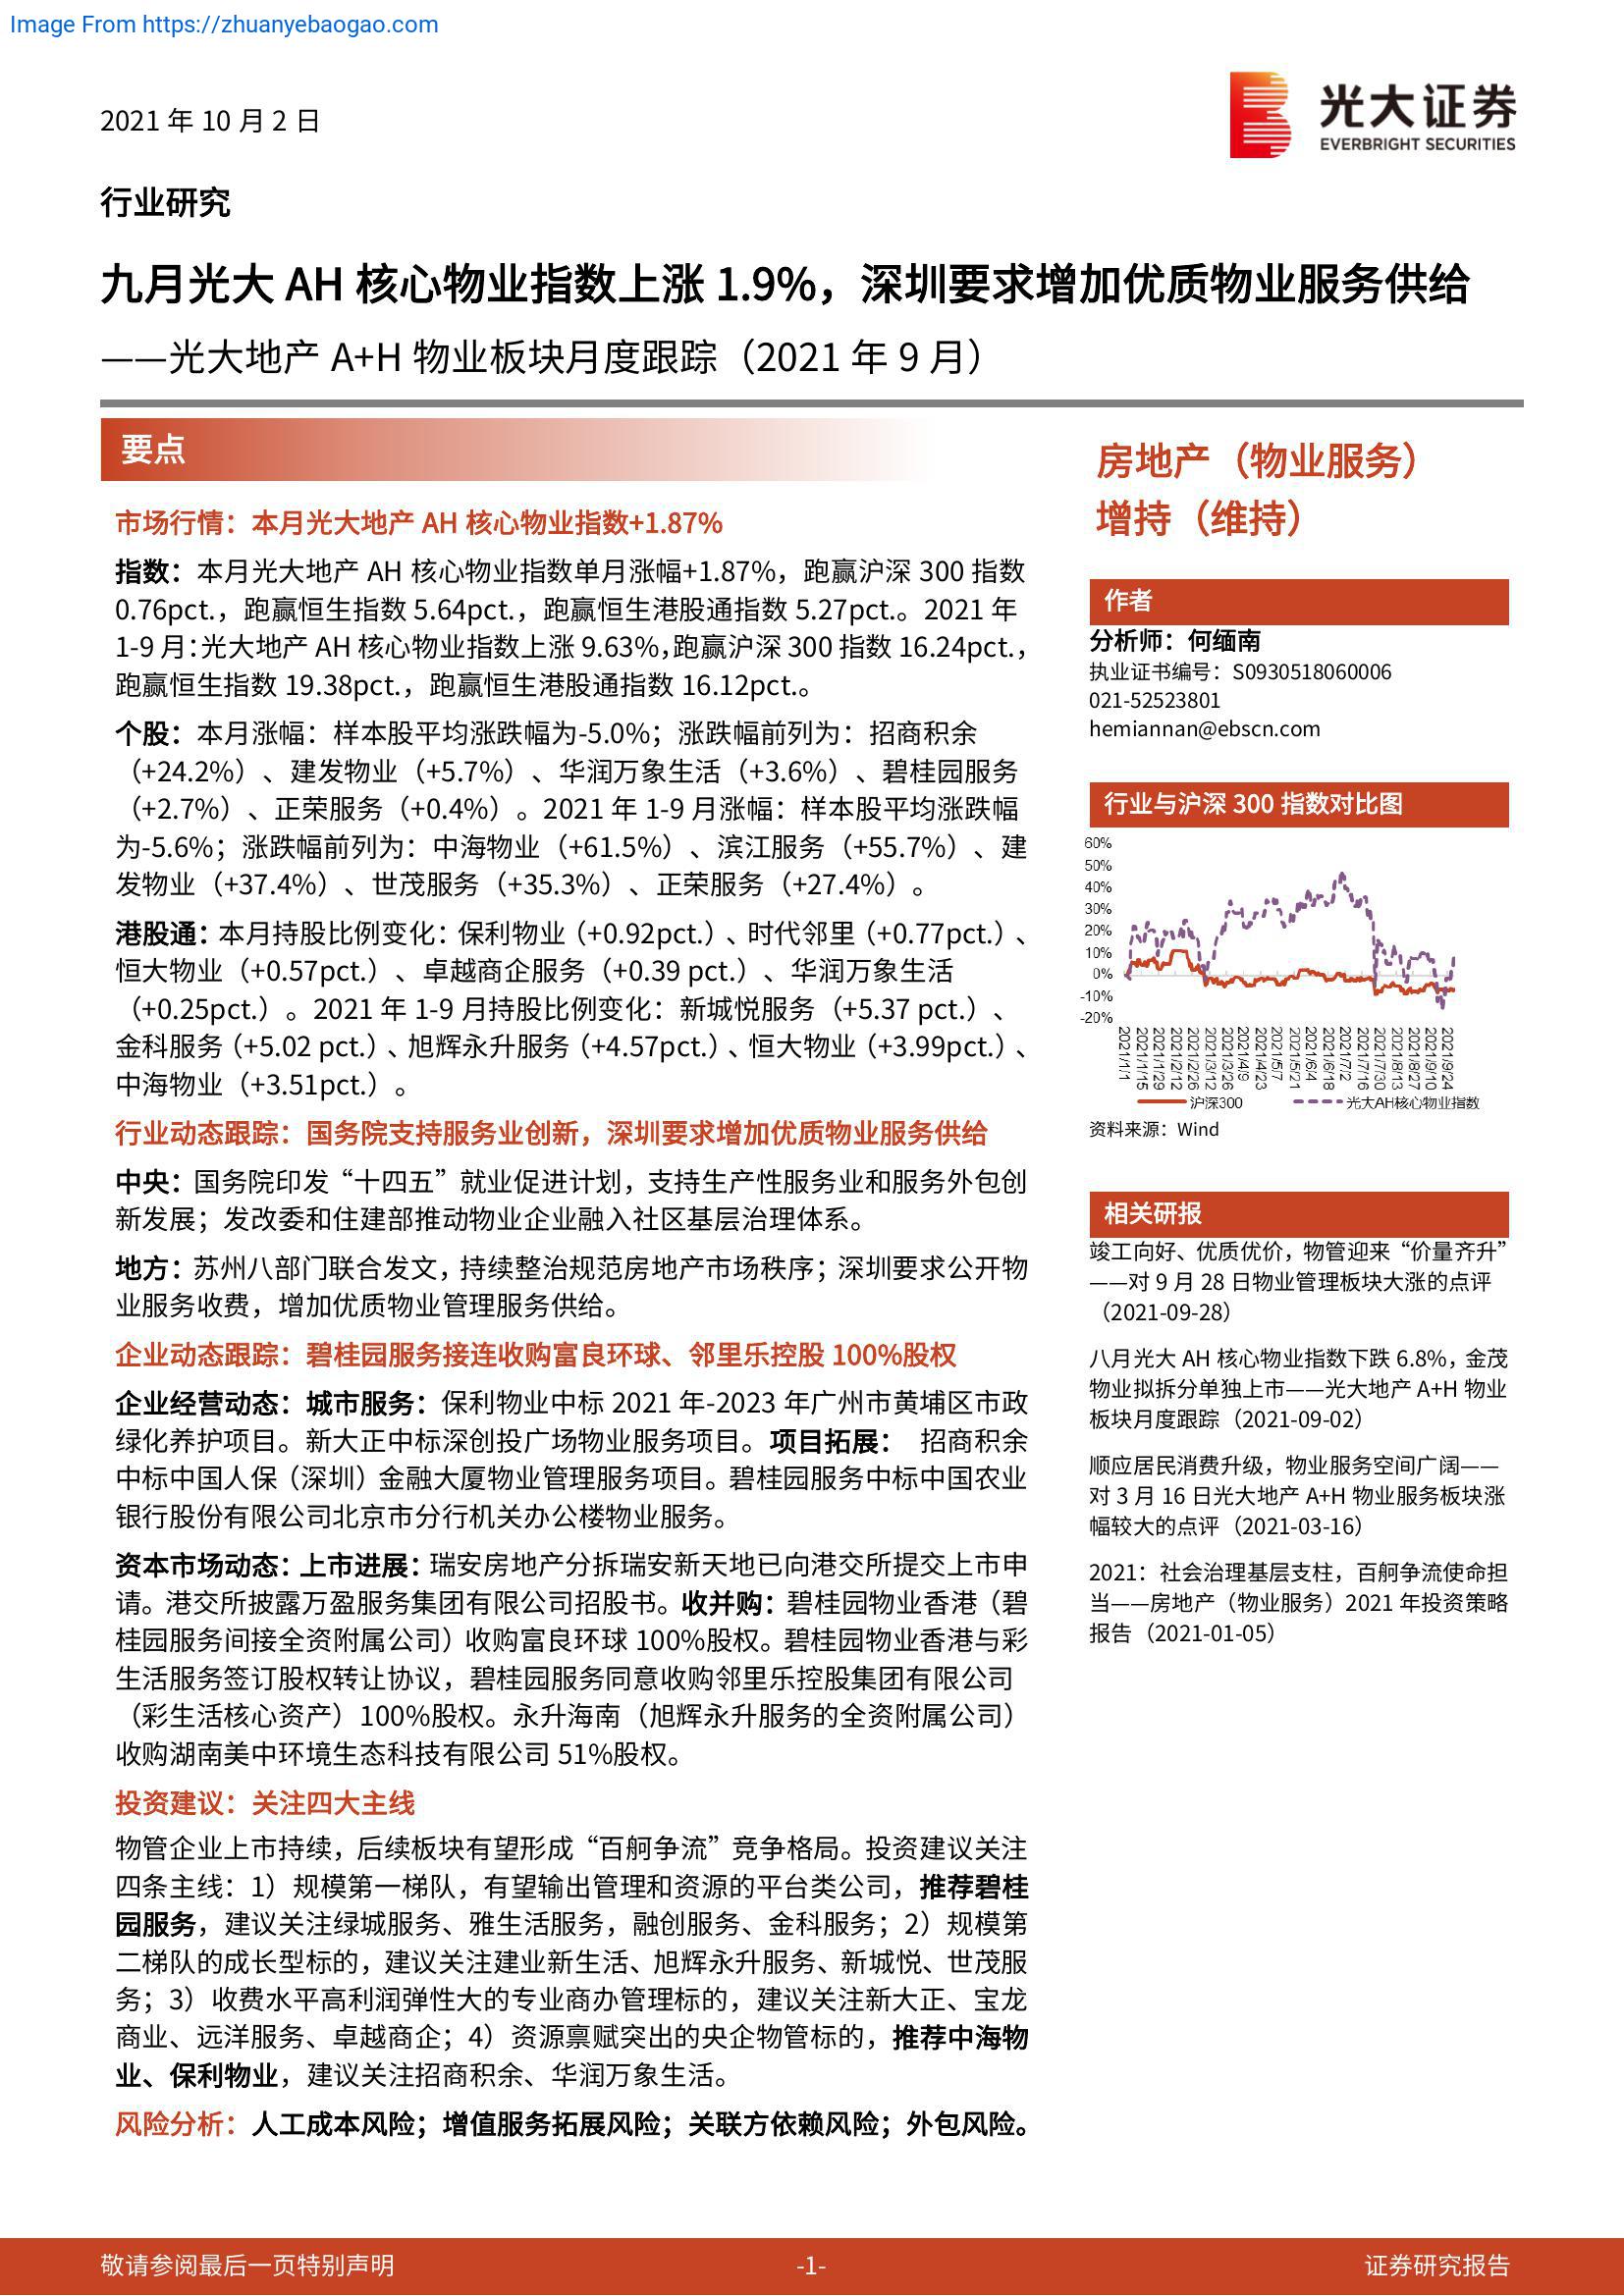 Image From https://zhuanyebaogao.com
2021 年 10 月 2 日
光大证券
EVERBRIGHT SECURITIES
行业研究
九月光大 AH 核心物业指数上涨 1.9%，深圳要求增加优质物业服务供给
——光大地产 A+H 物业板块月度跟踪（2021 年 9 月）
要点
市场行情：本月光大地产 AH 核心物业指数+1.87%
指数：本月光大地产 AH 核心物业指数单月涨幅+1.87%，跑赢沪深 300 指数
0.76pct.，跑赢恒生指数 5.64pct.，跑赢恒生港股通指数 5.27pct.。2021 年
1-9 月：光大地产 AH 核心物业指数上涨 9.63%，跑赢沪深 300 指数 16.24pct.，
跑赢恒生指数 19.38pct.，跑赢恒生港股通指数 16.12pct.。
个股：本月涨幅：样本股平均涨跌幅为-5.0%；涨跌幅前列为：招商积余
（+24.2%）、建发物业（+5.7%）、华润万象生活（+3.6%）、碧桂园服务
（+2.7%）、正荣服务（+0.4%）。2021 年 1-9 月涨幅：样本股平均涨跌幅
为-5.6%；涨跌幅前列为：中海物业（+61.5%）、滨江服务（+55.7%）、建
发物业（+37.4%）、世茂服务（+35.3%）、正荣服务（+27.4%）。
港股通：本月持股比例变化：保利物业（+0.92pct.）、时代邻里（+0.77pct.）、
恒大物业（+0.57pct.）、卓越商企服务（+0.39 pct.）、华润万象生活
（+0.25pct.）。2021 年 1-9 月持股比例变化：新城悦服务（+5.37 pct.）、
金科服务（+5.02 pct.）、旭辉永升服务（+4.57pct.）、恒大物业（+3.99pct.）、
中海物业（+3.51pct.）。
行业动态跟踪：国务院支持服务业创新，深圳要求增加优质物业服务供给
中央：国务院印发“十四五”就业促进计划，支持生产性服务业和服务外包创
新发展；发改委和住建部推动物业企业融入社区基层治理体系。
地方：苏州八部门联合发文，持续整治规范房地产市场秩序；深圳要求公开物
业服务收费，增加优质物业管理服务供给。
企业动态跟踪：碧桂园服务接连收购富良环球、邻里乐控股 100%股权
企业经营动态：城市服务：保利物业中标 2021 年-2023 年广州市黄埔区市政
绿化养护项目。新大正中标深创投广场物业服务项目。项目拓展： 招商积余
中标中国人保（深圳）金融大厦物业管理服务项目。碧桂园服务中标中国农业
银行股份有限公司北京市分行机关办公楼物业服务。
资本市场动态：上市进展：瑞安房地产分拆瑞安新天地已向港交所提交上市申
请。港交所披露万盈服务集团有限公司招股书。收并购：碧桂园物业香港（碧
桂园服务间接全资附属公司）收购富良环球 100%股权。碧桂园物业香港与彩
生活服务签订股权转让协议，碧桂园服务同意收购邻里乐控股集团有限公司
（彩生活核心资产）100%股权。永升海南（旭辉永升服务的全资附属公司）
收购湖南美中环境生态科技有限公司 51%股权。
投资建议：关注四大主线
物管企业上市持续，后续板块有望形成“百舸争流”竞争格局。投资建议关注
四条主线：1）规模第一梯队，有望输出管理和资源的平台类公司，推荐碧桂
园服务，建议关注绿城服务、雅生活服务，融创服务、金科服务；2）规模第
二梯队的成长型标的，建议关注建业新生活、旭辉永升服务、新城悦、世茂服
务；3）收费水平高利润弹性大的专业商办管理标的，建议关注新大正、宝龙
商业、远洋服务、卓越商企；4）资源禀赋突出的央企物管标的，推荐中海物
业、保利物业，建议关注招商积余、华润万象生活。
风险分析：人工成本风险；增值服务拓展风险；关联方依赖风险；外包风险。
房地产（物业服务）
增持（维持）
作者
分析师：何缅南
执业证书编号：S0930518060006
021-52523801
hemiannan@ebscn.com
行业与沪深 300 指数对比图
60%
50%
40%
30%
20%
10%
0%
-10%
-20%
2021/1/1
2021/1/15
2021/1/29
2021/2/12
2021/2/26
2021/3/12
2021/3/26
2021/4/9
2021/4/23
2021/5/7
2021/5/21
2021/6/4
2021/6/18
2021/7/2
2021/7/16
2021/7/30
2021/8/13
2021/8/27
2021/9/10
2021/9/24
沪深300
光大AH核心物业指数
资料来源：Wind
相关研报
竣工向好、优质优价，物管迎来“价量齐升”
——对 9 月 28 日物业管理板块大涨的点评
（2021-09-28）
八月光大 AH 核心物业指数下跌 6.8%，金茂
物业拟拆分单独上市——光大地产 A+H 物业
板块月度跟踪（2021-09-02）
顺应居民消费升级，物业服务空间广阔——
对 3 月 16 日光大地产 A+H 物业服务板块涨
幅较大的点评（2021-03-16）
2021：社会治理基层支柱，百舸争流使命担
当——房地产（物业服务）2021 年投资策略
报告（2021-01-05）
敬请参阅最后一页特别声明
-1-
证券研究报告